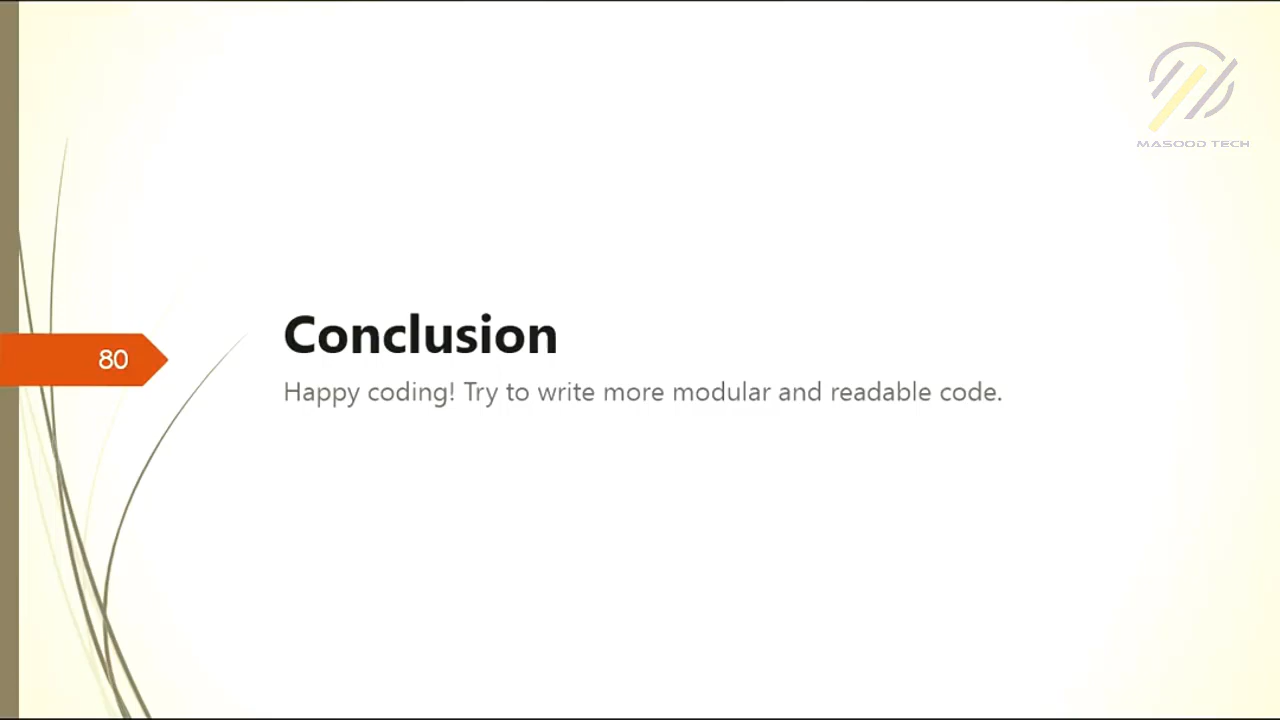 MASOOD TECH
Conclusion
80
Happy coding! Try to write more modular and readable code.